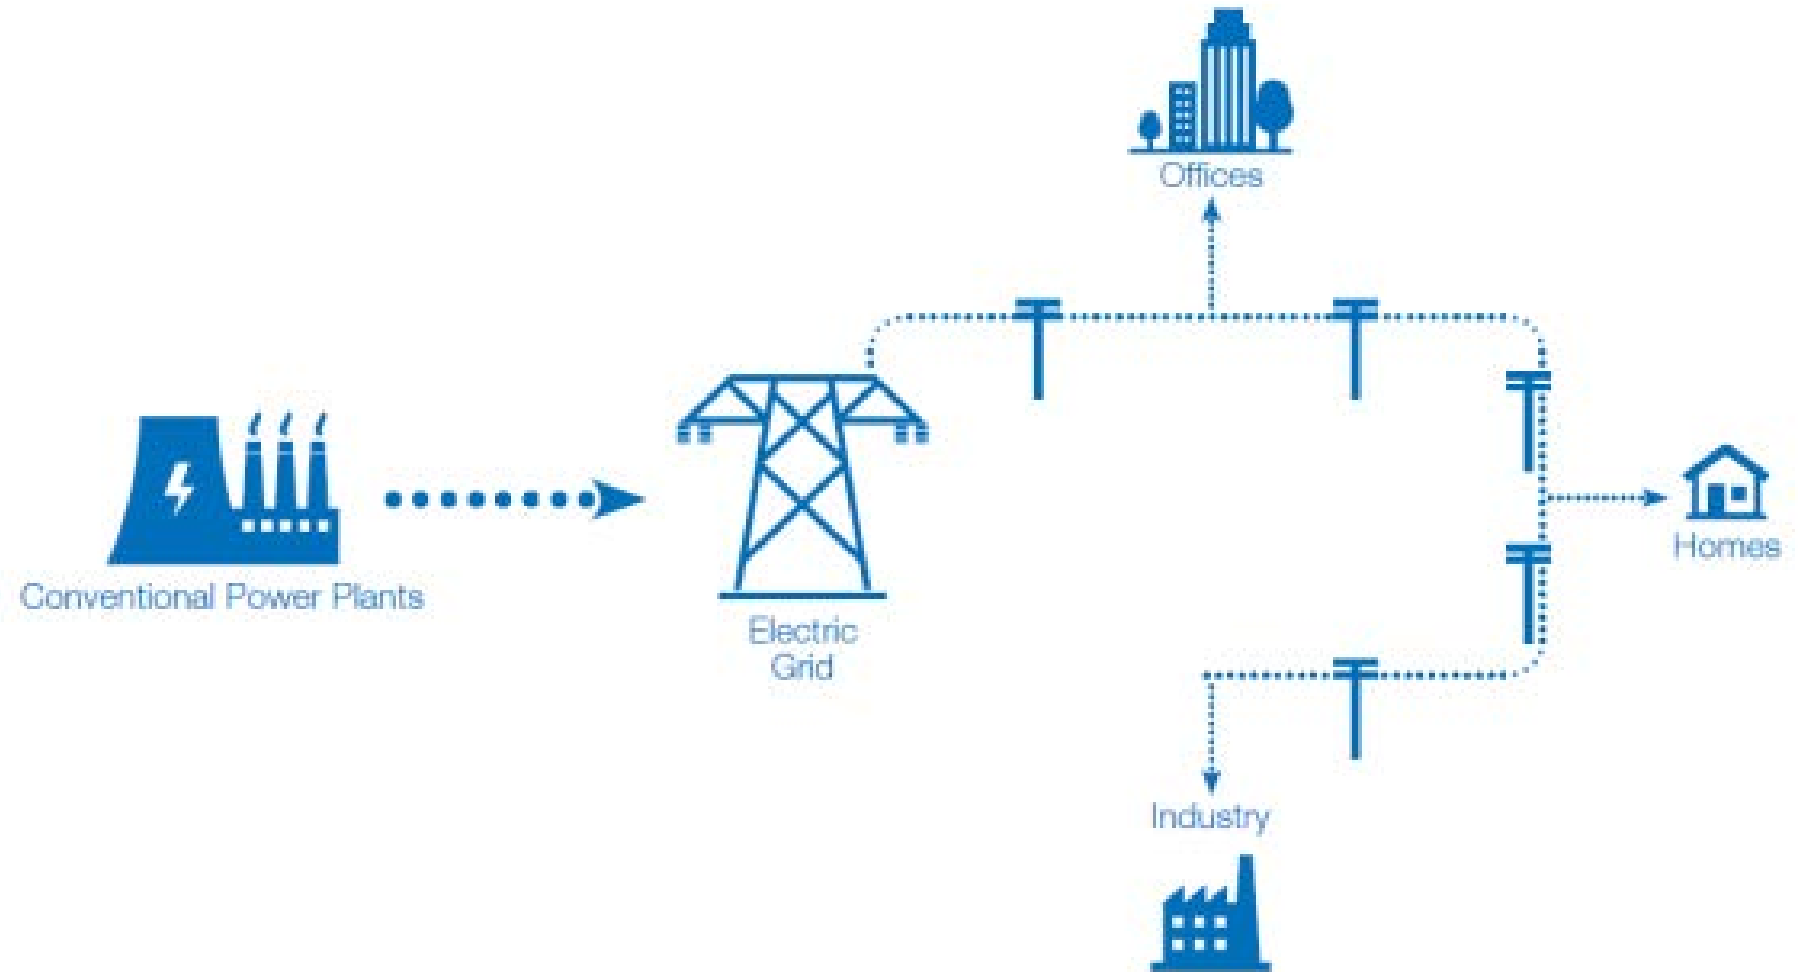 Offices
Conventional Power Plants
Electric
Grid
Homes
Industry